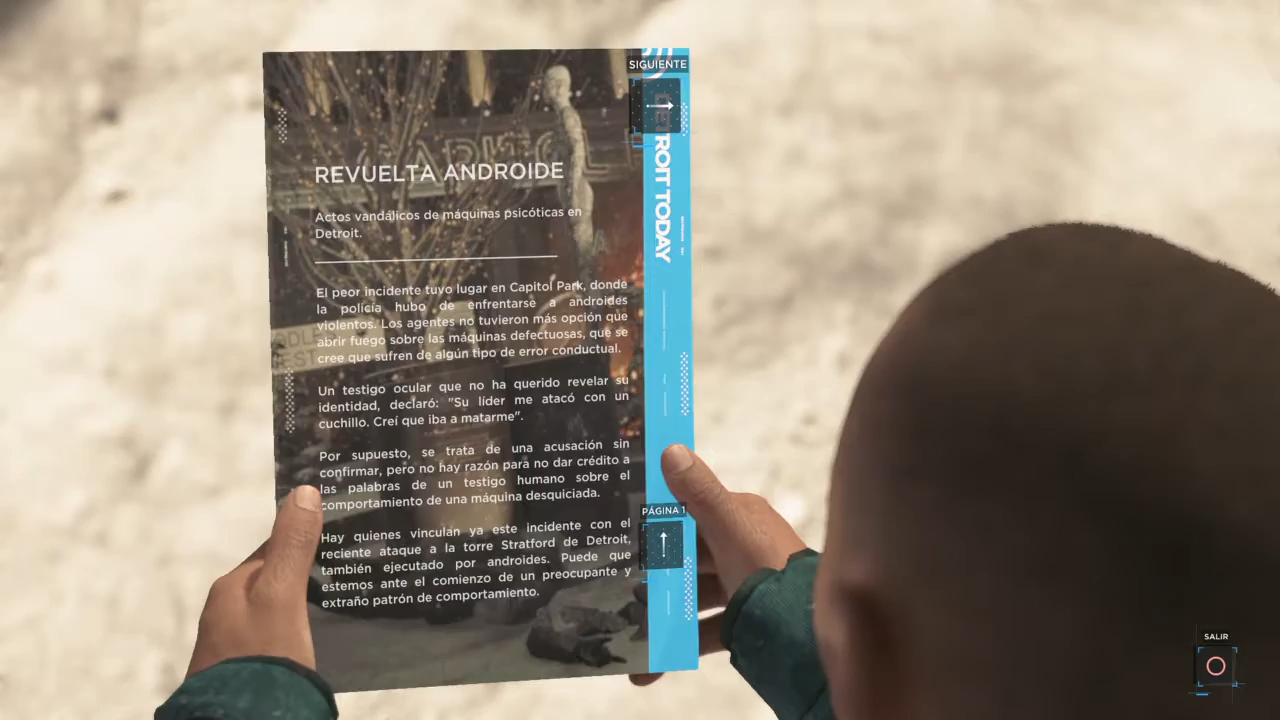 SIGUIENTE
DETROIT TODAY
REVUELTA ANDROIDE
Actos vandálicos de máquinas psicóticas en
Detroit.
El peor incidente tuvo lugar en Capitol Park, donde
la policía hubo de enfrentarse a androides
violentos. Los agentes no tuvieron más opción que
abrir fuego sobre las máquinas defectuosas, que se
cree que sufren de algún tipo de error conductual.
Un testigo ocular que no ha querido revelar su
identidad, declaró: "Su líder me atacó con un
cuchillo. Creí que iba a matarme".
Por supuesto, se trata de una acusación sin
confirmar, pero no hay razón para no dar crédito a
las palabras de un testigo humano sobre el
comportamiento de una máquina desquiciada.
Hay quienes vinculan ya este incidente con el
reciente ataque a la torre Stratford de Detroit,
también ejecutado por androides. Puede que
estemos ante el comienzo de un preocupante y
extraño patrón de comportamiento.
PÁGINA 1
SALIR